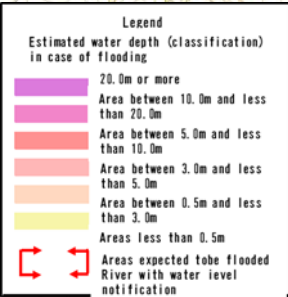 Legend
Estimated water depth (classification)
in case of flooding
20.0m or more
Area between 10.0m and less
than 20.0m
Area between 5.0m and less
than 10.0m
Area between 3.0m and less
than 5.0m
Area between 0.5m and less
than 3.0m
Areas less than 0.5m
Areas expected tobe flooded
River with water ievel
notification